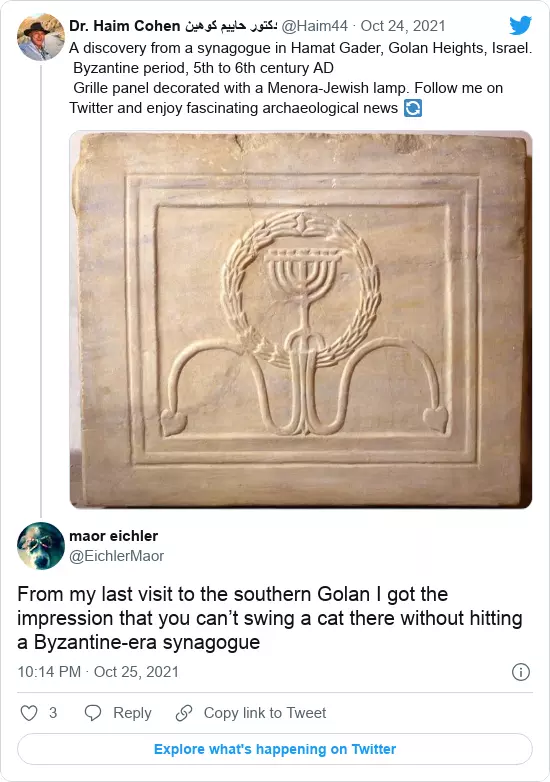 Dr. Haim Cohen دكتور حاييم كوهين @Haim44 · Oct 24, 2021
A discovery from a synagogue in Hamat Gader, Golan Heights, Israel.
Byzantine period, 5th to 6th century AD
Grille panel decorated with a Menora-Jewish lamp. Follow me on
Twitter and enjoy fascinating archaeological news 🔄
maor eichler
@EichlerMaor
From my last visit to the southern Golan I got the
impression that you can’t swing a cat there without hitting
a Byzantine-era synagogue
10:14 PM · Oct 25, 2021
3 Reply Copy link to Tweet
Explore what's happening on Twitter